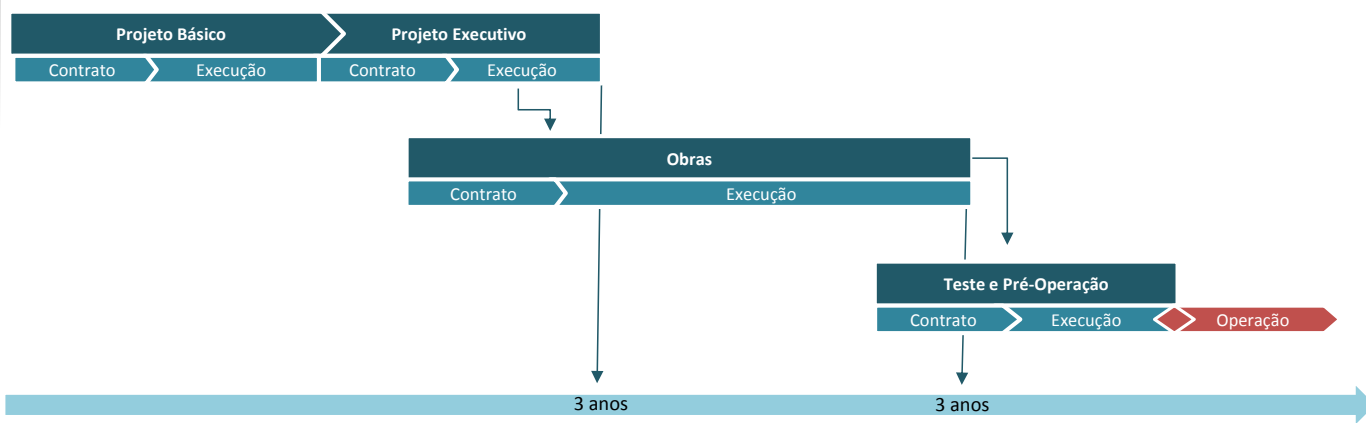 Projeto Básico
Projeto Executivo
Contrato
Execução
Contrato
Execução
Obras
Contrato
Execução
Teste e Pré-Operação
Contrato
Execução
Operação
3 anos
3 anos